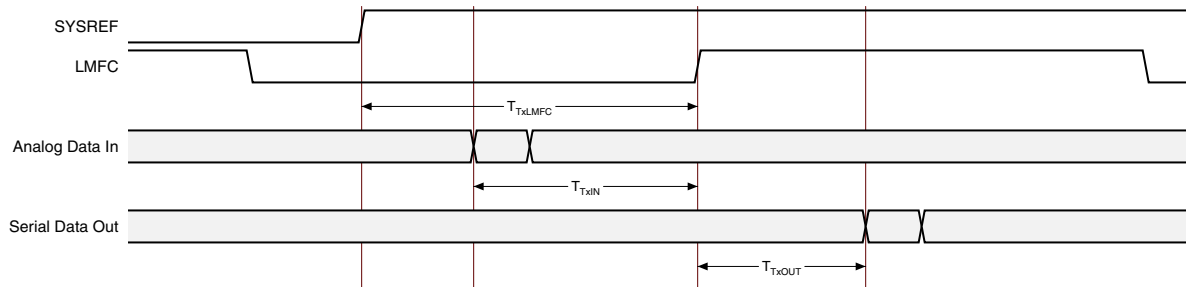 SYSREF
LMFC
T_TxLMFC
Analog Data In
T_TxIN
Serial Data Out
T_TxOUT